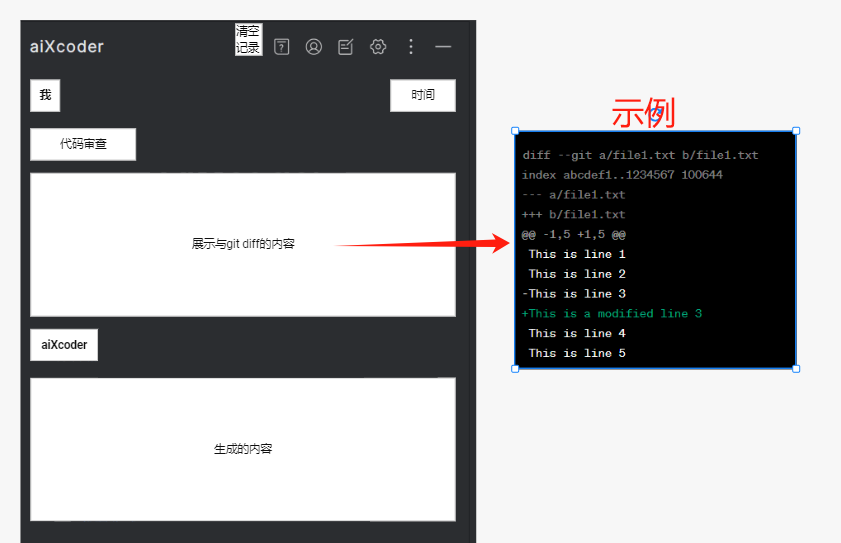 aiXcoder
清空
记录
我
时间
代码审查
展示与git diff的内容
aiXcoder
生成的内容
示例
diff --git a/file1.txt b/file1.txt
index abcdef1..1234567 100644
--- a/file1.txt
+++ b/file1.txt
@@ -1,5 +1,5 @@
This is line 1
This is line 2
-This is line 3
+This is a modified line 3
This is line 4
This is line 5